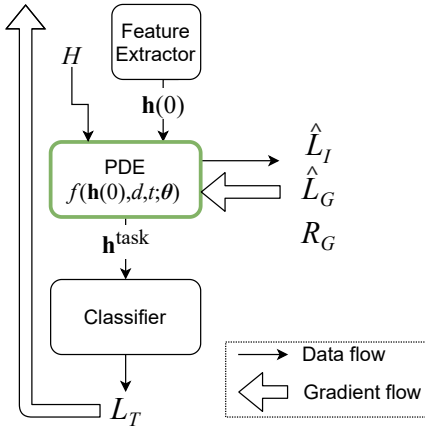 Feature
Extractor
H
h(0)
PDE
f(h(0),d,t;θ)
L̂_I
L̂_G
R_G
h^task
Classifier
L_T
Data flow
Gradient flow